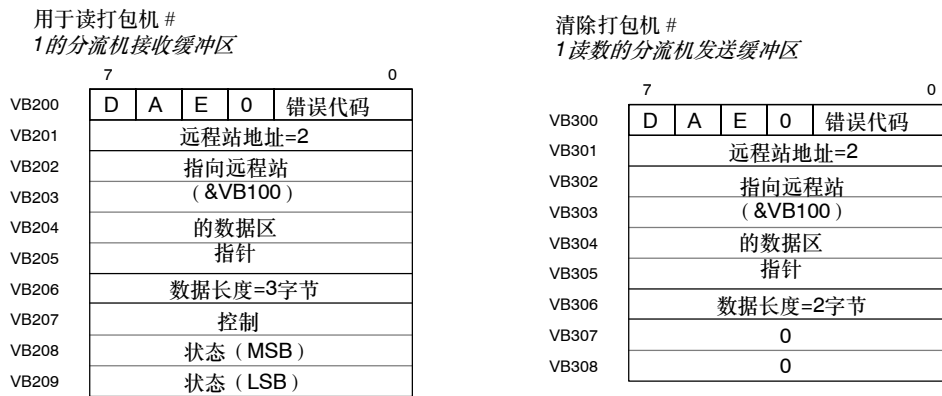 用于读打包机 #
1的分流机接收缓冲区
7 0
VB200 D A E 0 错误代码
VB201 远程站地址=2
VB202 指向远程站
VB203 （&VB100）
VB204 的数据区
VB205 指针
VB206 数据长度=3字节
VB207 控制
VB208 状态（MSB）
VB209 状态（LSB）
清除打包机 #
1读数的分流机发送缓冲区
7 0
VB300 D A E 0 错误代码
VB301 远程站地址=2
VB302 指向远程站
VB303 （&VB100）
VB304 的数据区
VB305 指针
VB306 数据长度=2字节
VB307 0
VB308 0